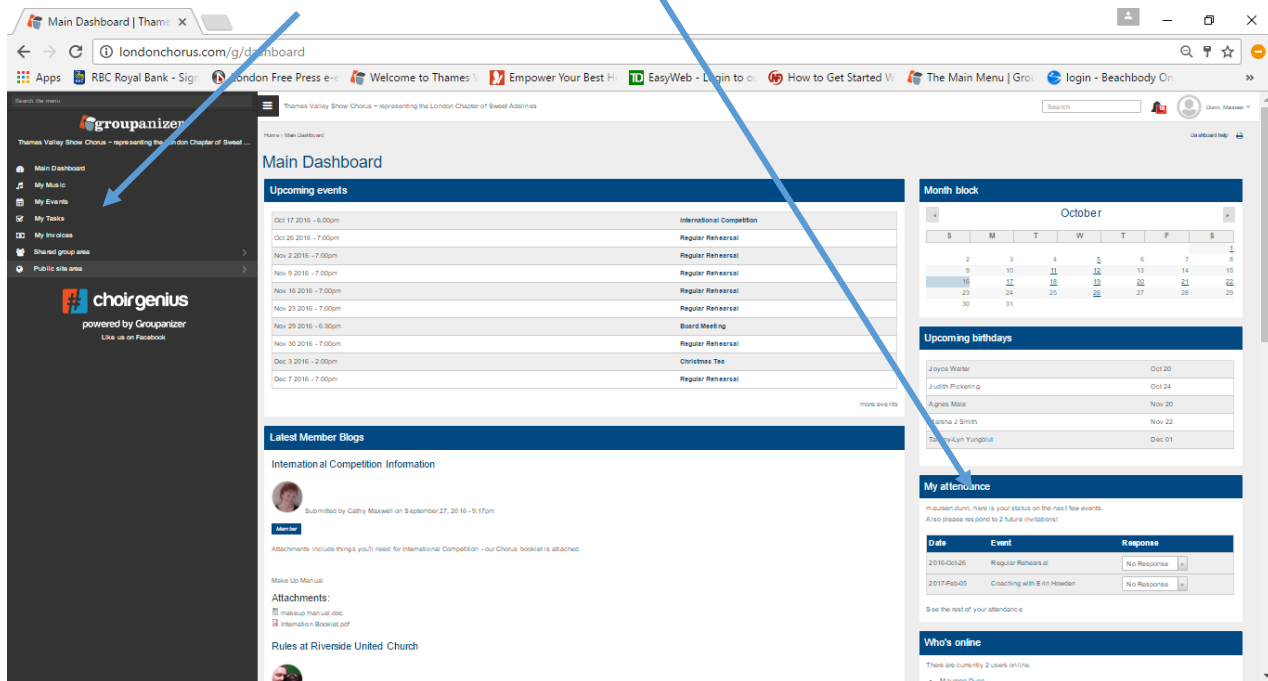 Main Dashboard | Thame
londonchorus.com/g/dashboard
Apps
RBC Royal Bank - Sign
London Free Press e-e
Welcome to Thames V
Empower Your Best H
EasyWeb - Login to o
How to Get Started W
The Main Menu | Grou
login - Beachbody On
»
Search the menu
groupanizer
Thames Valley Show Chorus ~ representing the London Chapter of Sweet ...
Main Dashboard
My Music
My Events
My Tasks
My Invoices
Shared group area
Public site area
choirgenius
powered by Groupanizer
Like us on Facebook
Thames Valley Show Chorus ~ representing the London Chapter of Sweet Adelines
Search
Dunn, Maureen
Home » Main Dashboard
Dashboard help
Main Dashboard
Upcoming events
Oct 17 2016 - 6:00pm International Competition
Oct 26 2016 - 7:00pm Regular Rehearsal
Nov 2 2016 - 7:00pm Regular Rehearsal
Nov 9 2016 - 7:00pm Regular Rehearsal
Nov 16 2016 - 7:00pm Regular Rehearsal
Nov 23 2016 - 7:00pm Regular Rehearsal
Nov 29 2016 - 6:30pm Board Meeting
Nov 30 2016 - 7:00pm Regular Rehearsal
Dec 3 2016 - 2:00pm Christmas Tea
Dec 7 2016 - 7:00pm Regular Rehearsal
more events
Latest Member Blogs
International Competition Information
Submitted by Cathy Maxwell on September 27, 2016 - 9:17pm
Member
Attachments include things you'll need for International Competition - our Chorus booklet is attached.
Make Up Manual
Attachments:
makeup manual.doc
Internation Booklet.pdf
Rules at Riverside United Church
Month block
« October »
S M T W T F S
1
2 3 4 5 6 7 8
9 10 11 12 13 14 15
16 17 18 19 20 21 22
23 24 25 26 27 28 29
30 31
Upcoming birthdays
Joyce Walter Oct 20
Judith Pickering Oct 24
Agnes Male Nov 20
Marsha J Smith Nov 22
Tammy-Lyn Yungblut Dec 01
My attendance
maureen.dunn, here is your status on the next few events.
Also please respond to 2 future invitations!
Date Event Response
2016-Oct-26 Regular Rehearsal No Response
2017-Feb-05 Coaching with Erin Howden No Response
See the rest of your attendance
Who's online
There are currently 2 users online.
Maureen Dunn